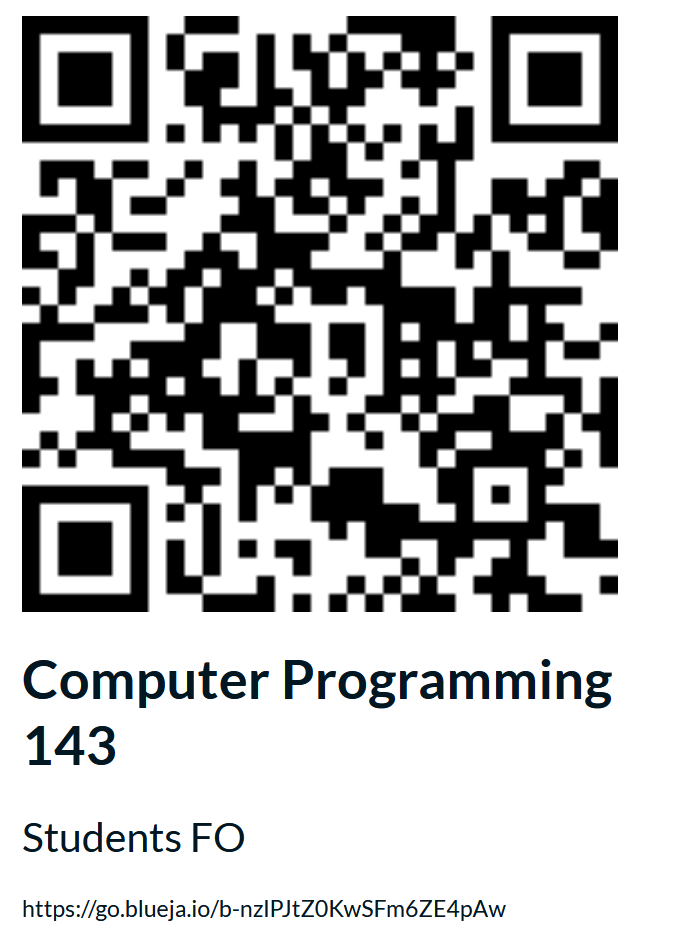 Computer Programming
143
Students FO
https://go.blueja.io/b-nzIPJtZ0KwSFm6ZE4pAw